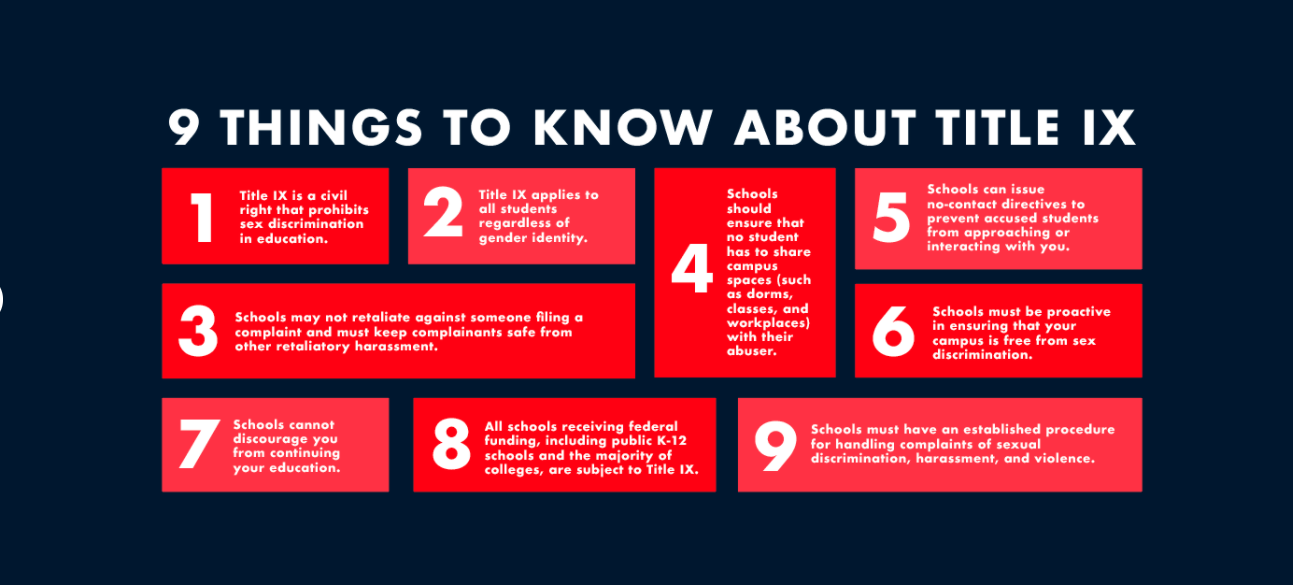 9 THINGS TO KNOW ABOUT TITLE IX
1
Title IX is a civil
right that prohibits
sex discrimination
in education.
2
Title IX applies to
all students
regardless of
gender identity.
3
Schools may not retaliate against someone filing a
complaint and must keep complainants safe from
other retaliatory harassment.
4
Schools
should
ensure that
no student
has to share
campus
spaces (such
as dorms,
classes, and
workplaces)
with their
abuser.
5
Schools can issue
no-contact directives to
prevent accused students
from approaching or
interacting with you.
6
Schools must be proactive
in ensuring that your
campus is free from sex
discrimination.
7
Schools cannot
discourage you
from continuing
your education.
8
All schools receiving federal
funding, including public K-12
schools and the majority of
colleges, are subject to Title IX.
9
Schools must have an established procedure
for handling complaints of sexual
discrimination, harassment, and violence.